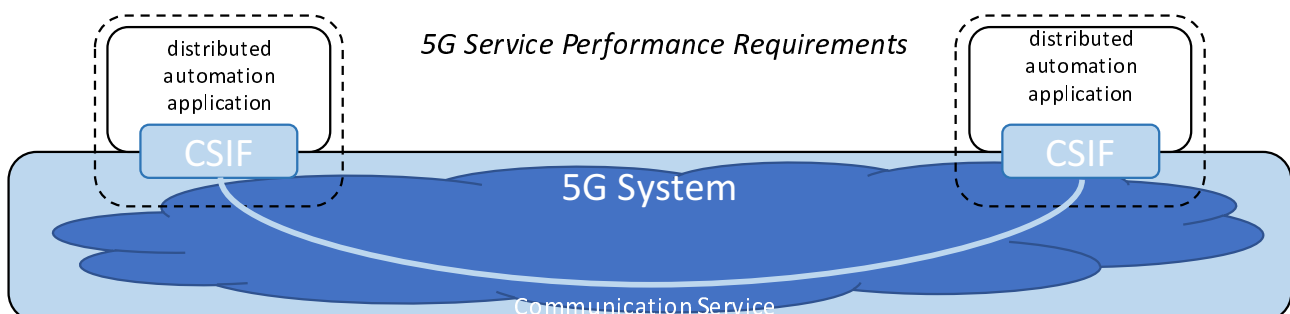 5G Service Performance Requirements
distributed
automation
application
CSIF
distributed
automation
application
CSIF
5G System
Communication Service